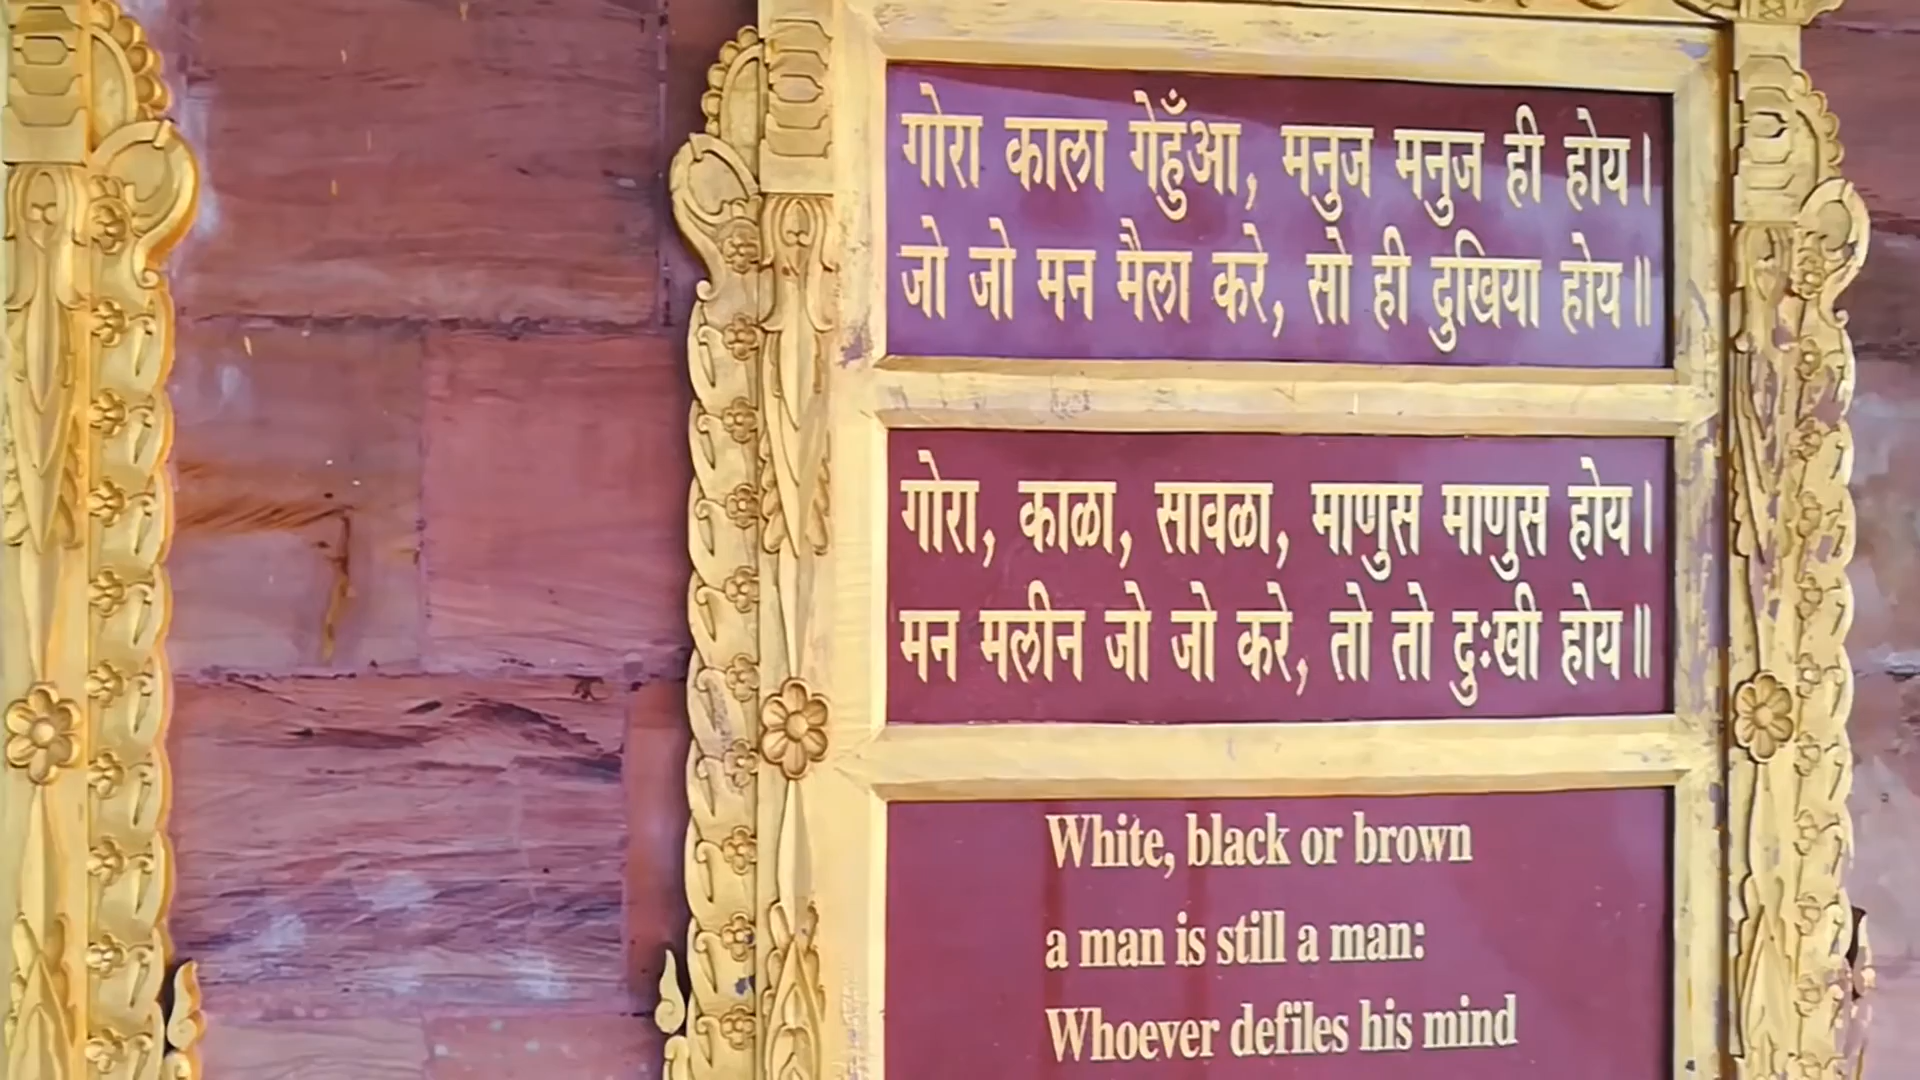 गोरा काला गेहुँआ, मनुज मनुज ही होय।
जो जो मन मैला करे, सो ही दुखिया होय॥
गोरा, काळा, सावळा, माणुस माणुस होय।
मन मलीन जो जो करे, तो तो दुःखी होय॥
White, black or brown
a man is still a man:
Whoever defiles his mind